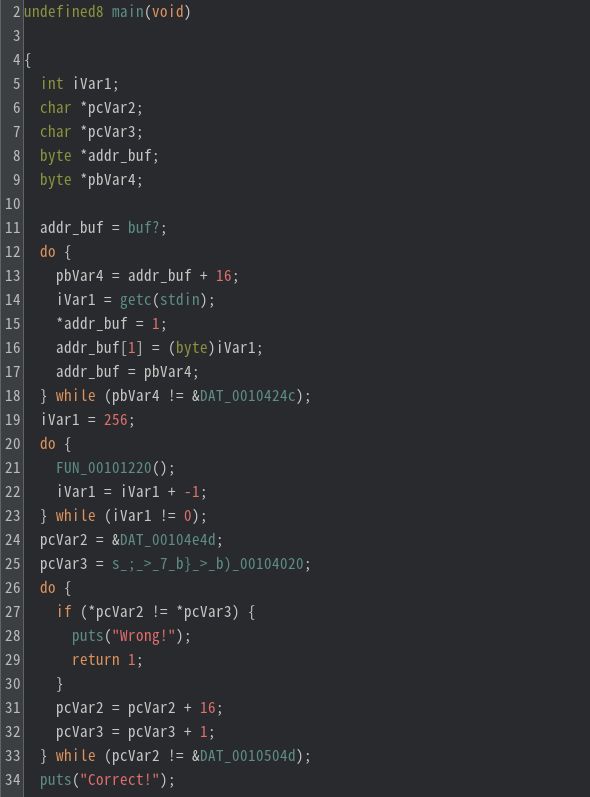 2 undefined8 main(void)
3
4 {
5   int iVar1;
6   char *pcVar2;
7   char *pcVar3;
8   byte *addr_buf;
9   byte *pbVar4;
10
11   addr_buf = buf?;
12   do {
13     pbVar4 = addr_buf + 16;
14     iVar1 = getc(stdin);
15     *addr_buf = 1;
16     addr_buf[1] = (byte)iVar1;
17     addr_buf = pbVar4;
18   } while (pbVar4 != &DAT_0010424c);
19   iVar1 = 256;
20   do {
21     FUN_00101220();
22     iVar1 = iVar1 + -1;
23   } while (iVar1 != 0);
24   pcVar2 = &DAT_00104e4d;
25   pcVar3 = s_;_>_7_b}_>_b)_00104020;
26   do {
27     if (*pcVar2 != *pcVar3) {
28       puts("Wrong!");
29       return 1;
30     }
31     pcVar2 = pcVar2 + 16;
32     pcVar3 = pcVar3 + 1;
33   } while (pcVar2 != &DAT_0010504d);
34   puts("Correct!");